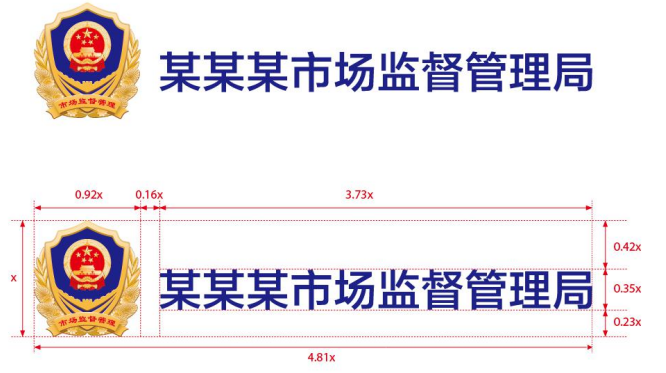 某某某市场监督管理局
市场监督管理
0.92x
0.16x
3.73x
x
某某某市场监督管理局
市场监督管理
0.42x
0.35x
0.23x
4.81x